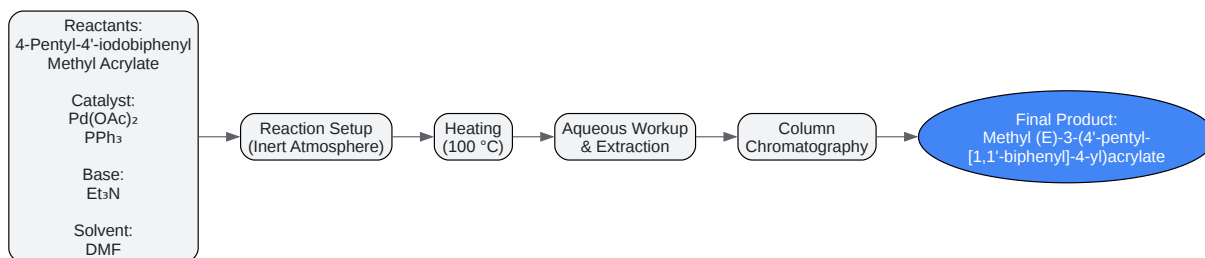 Reactants:
4-Pentyl-4'-iodobiphenyl
Methyl Acrylate
Catalyst:
Pd(OAc)₂
PPh₃
Base:
Et₃N
Solvent:
DMF
Reaction Setup
(Inert Atmosphere)
Heating
(100 °C)
Aqueous Workup
& Extraction
Column
Chromatography
Final Product:
Methyl (E)-3-(4'-pentyl-
[1,1'-biphenyl]-4-yl)acrylate